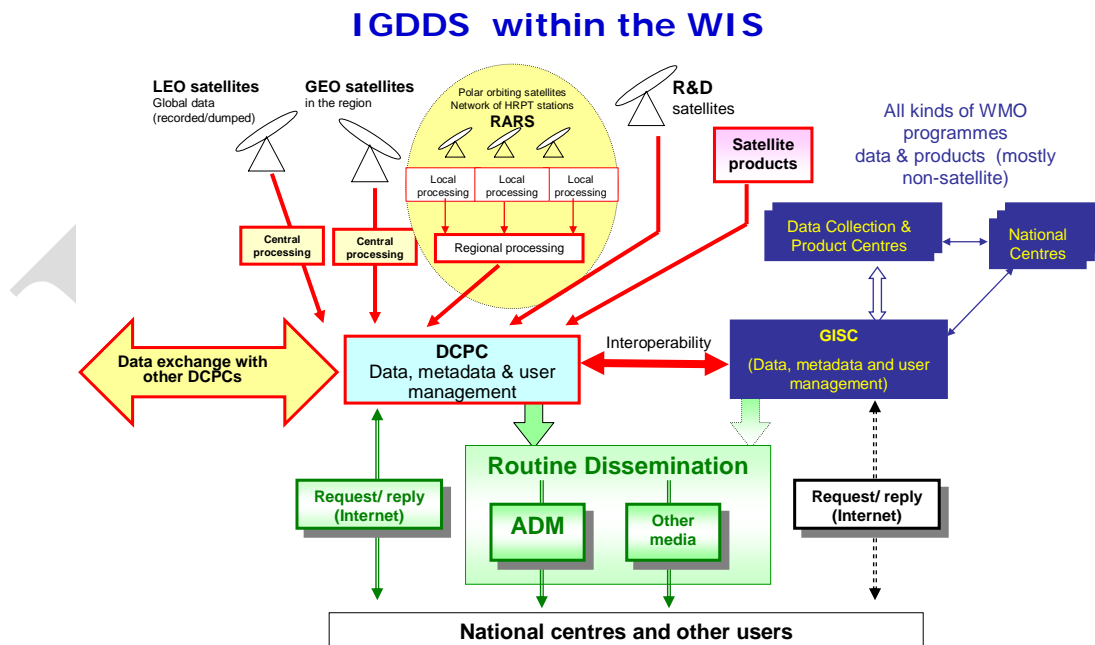 IGDDS within the WIS
LEO satellites
Global data
(recorded/dumped)
GEO satellites
in the region
Polar orbiting satellites
Network of HRPT stations
RARS
R&D
satellites
Satellite
products
All kinds of WMO
programmes
data & products (mostly
non-satellite)
Local
processing
Local
processing
Local
processing
Central
processing
Central
processing
Regional processing
Data Collection &
Product Centres
National
Centres
Data exchange with
other DCPCs
DCPC
Data, metadata & user
management
Interoperability
GISC
(Data, metadata and user
management)
Routine Dissemination
Request/ reply
(Internet)
ADM
Other
media
Request/ reply
(Internet)
National centres and other users